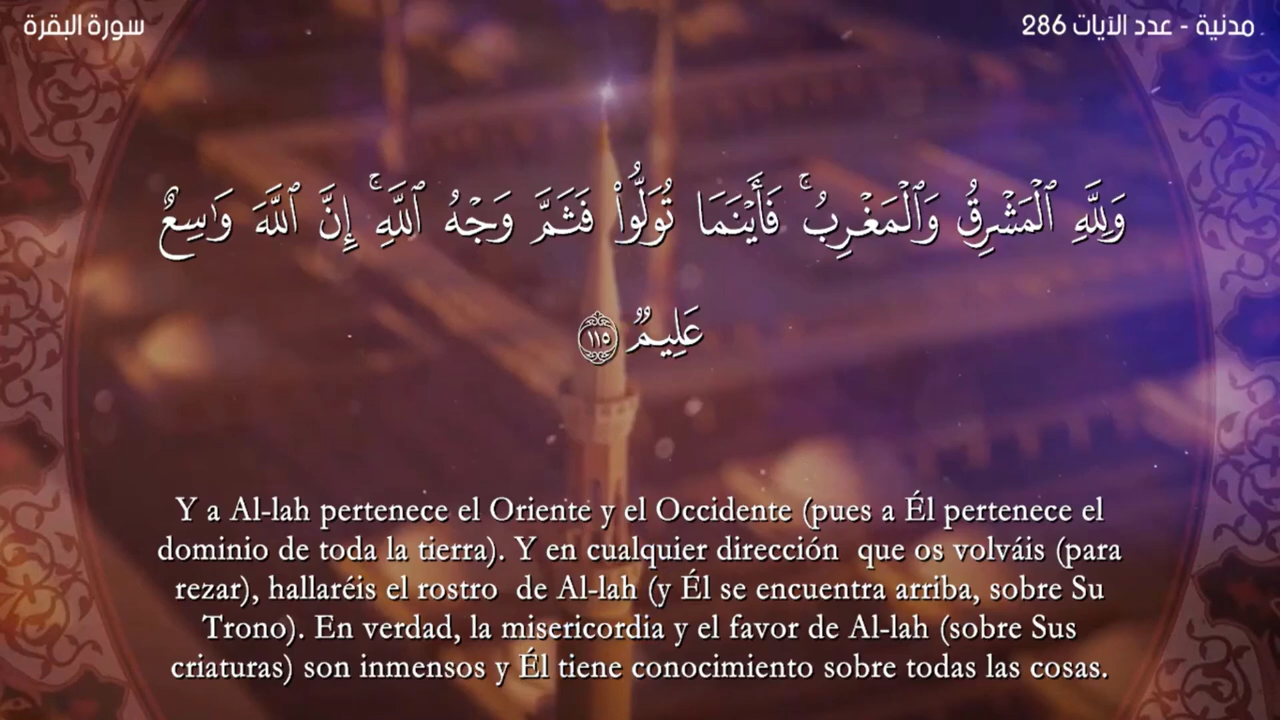 سورة البقرة
مدنية - عدد الآيات 286
وَلِلَّهِ ٱلْمَشْرِقُ وَٱلْمَغْرِبُ ۚ فَأَيْنَمَا تُوَلُّوا۟ فَثَمَّ وَجْهُ ٱللَّهِ ۚ إِنَّ ٱللَّهَ وَٰسِعٌ
عَلِيمٌ ١١٥
Y a Al-lah pertenece el Oriente y el Occidente (pues a Él pertenece el
dominio de toda la tierra). Y en cualquier dirección que os volváis (para
rezar), hallaréis el rostro de Al-lah (y Él se encuentra arriba, sobre Su
Trono). En verdad, la misericordia y el favor de Al-lah (sobre Sus
criaturas) son inmensos y Él tiene conocimiento sobre todas las cosas.